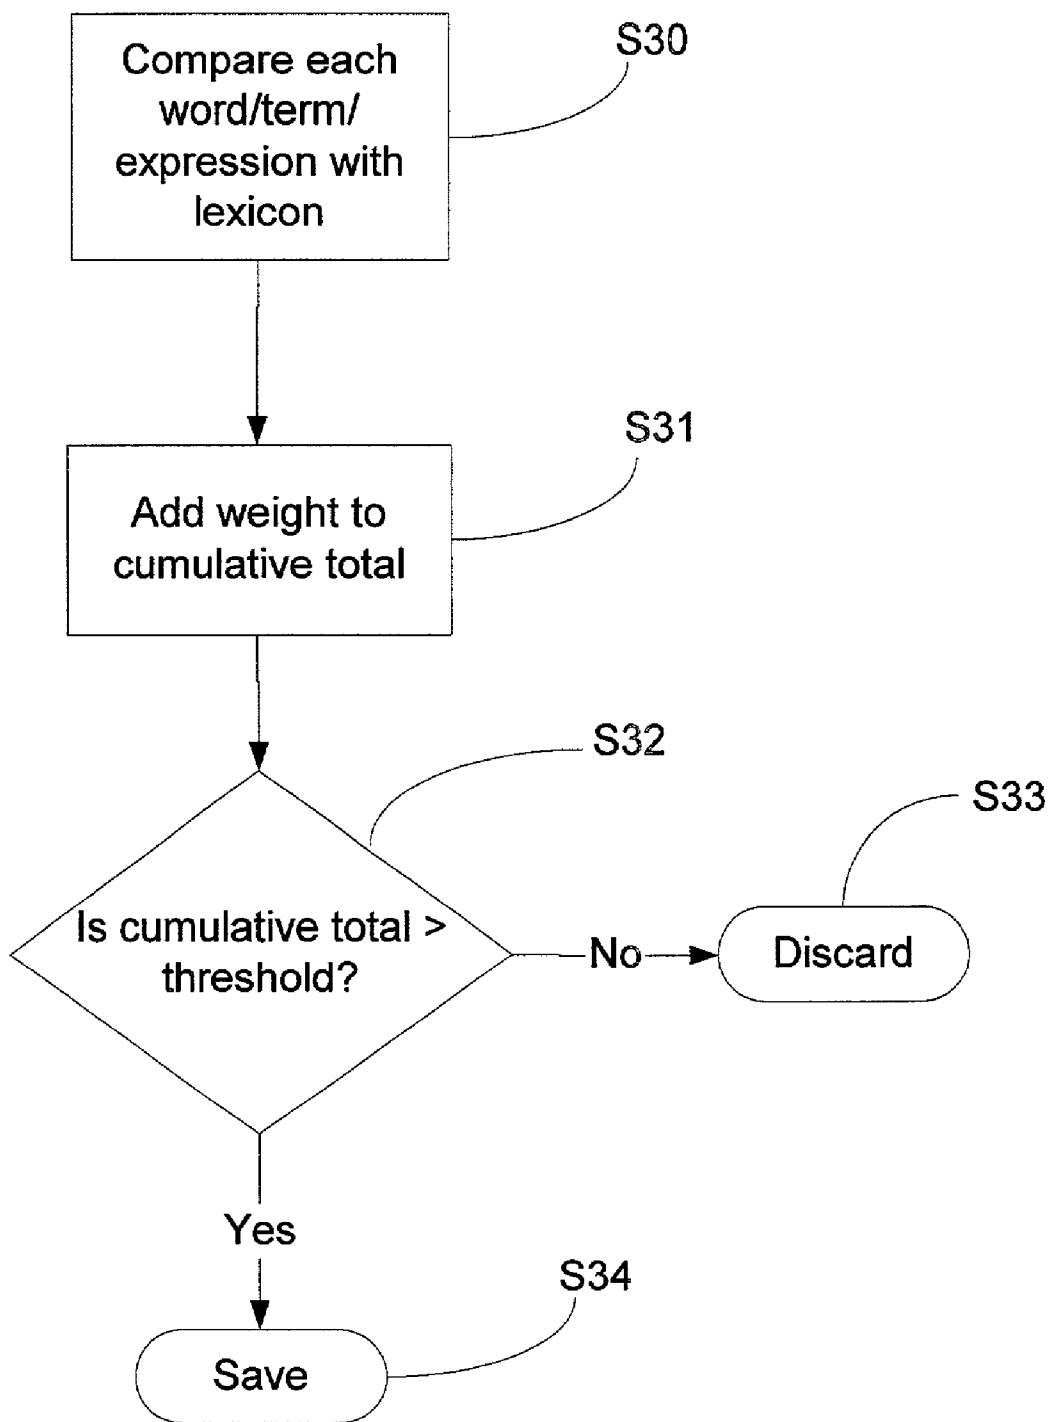 Compare each
word/term/
expression with
lexicon
S30
Add weight to
cumulative total
S31
S32
Is cumulative total >
threshold?
No
S33
Discard
Yes
S34
Save